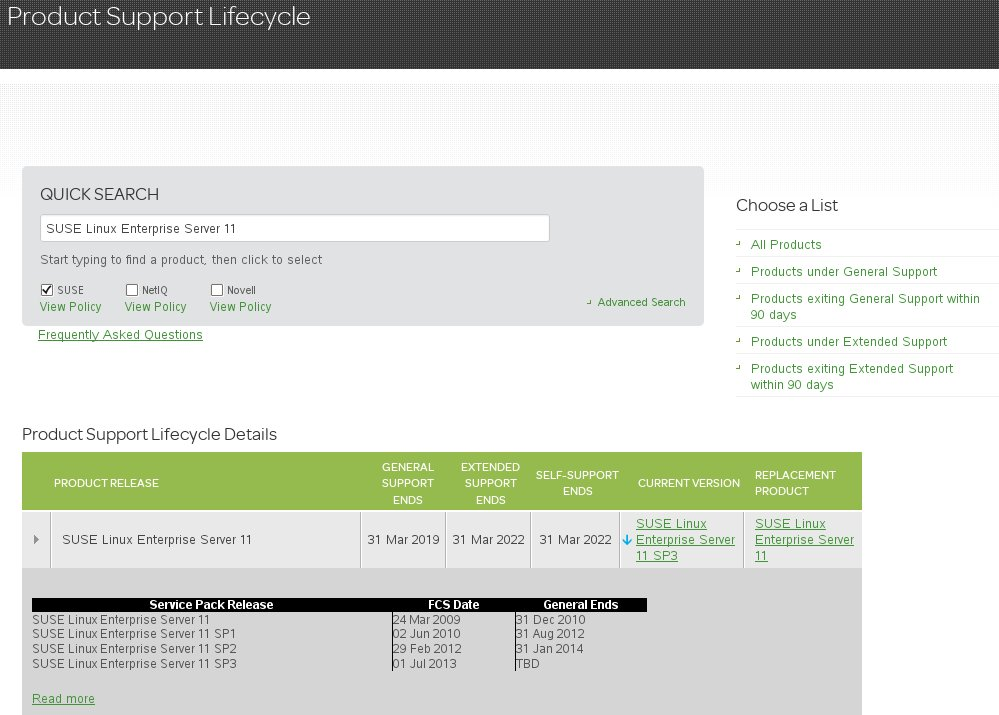 Product Support Lifecycle
QUICK SEARCH
SUSE Linux Enterprise Server 11
Start typing to find a product, then click to select
SUSE NetIQ Novell
View Policy View Policy View Policy
Advanced Search
Frequently Asked Questions
Choose a List
All Products
Products under General Support
Products exiting General Support within
90 days
Products under Extended Support
Products exiting Extended Support
within 90 days
Product Support Lifecycle Details
PRODUCT RELEASE
GENERAL
SUPPORT
ENDS
EXTENDED
SUPPORT
ENDS
SELF-SUPPORT
ENDS
CURRENT VERSION
REPLACEMENT
PRODUCT
SUSE Linux Enterprise Server 11
31 Mar 2019
31 Mar 2022
31 Mar 2022
SUSE Linux
Enterprise Server
11 SP3
SUSE Linux
Enterprise Server
11
Service Pack Release FCS Date General Ends
SUSE Linux Enterprise Server 11 24 Mar 2009 31 Dec 2010
SUSE Linux Enterprise Server 11 SP1 02 Jun 2010 31 Aug 2012
SUSE Linux Enterprise Server 11 SP2 29 Feb 2012 31 Jan 2014
SUSE Linux Enterprise Server 11 SP3 01 Jul 2013 TBD
Read more